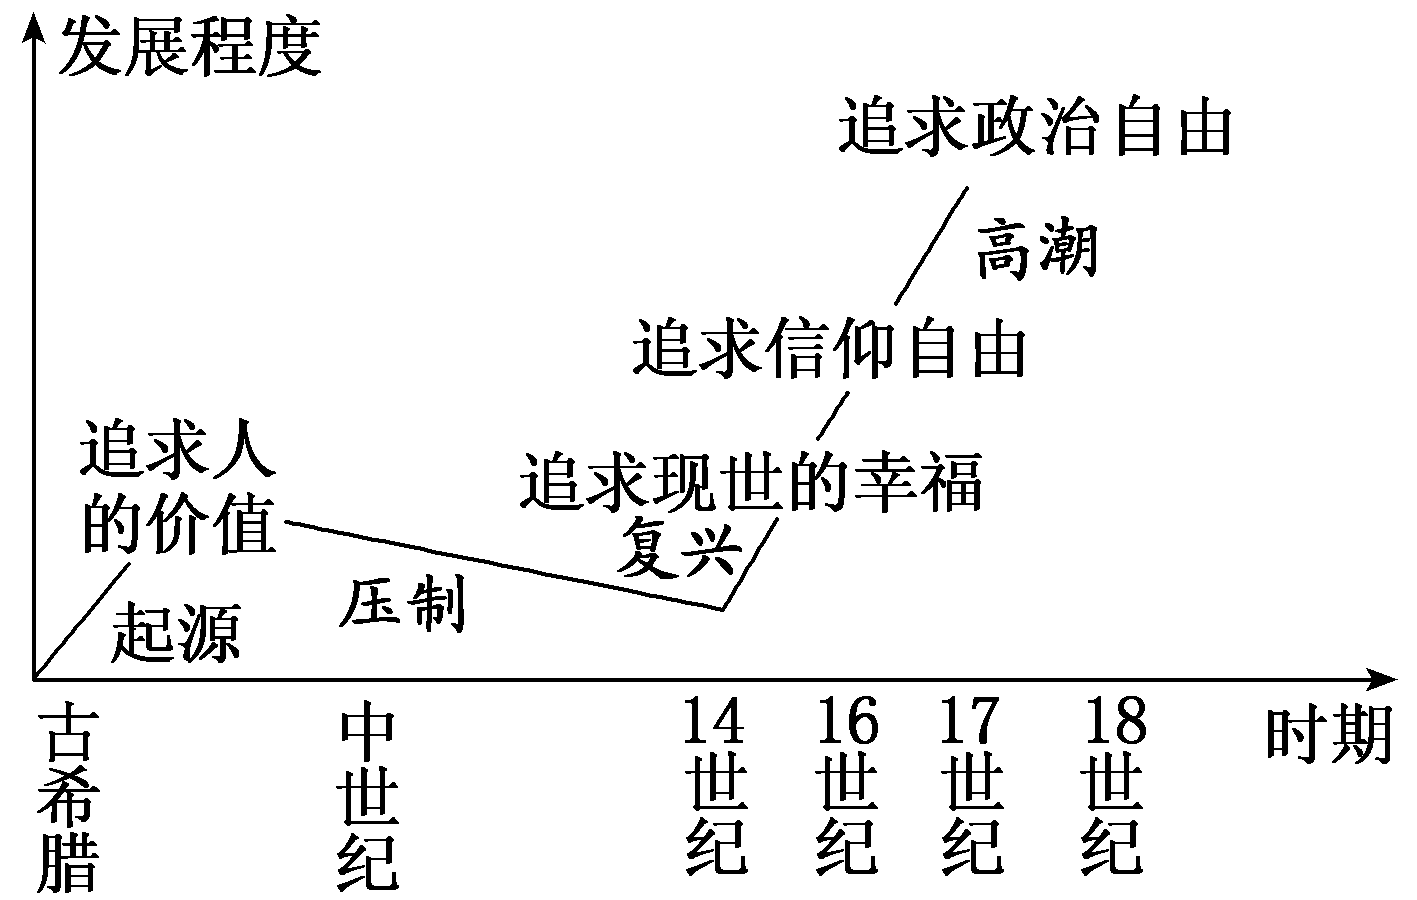 发展程度
追求政治自由
高潮
追求信仰自由
追求人
的价值
追求现世的幸福
复兴
压制
起源
古希腊
中世纪
14世纪
16世纪
17世纪
18世纪
时期